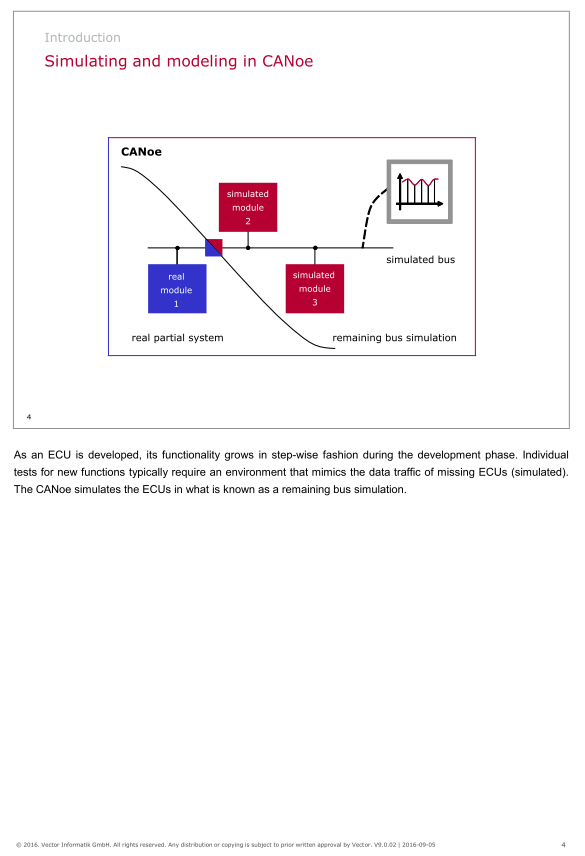 Introduction
Simulating and modeling in CANoe
CANoe
simulated
module
2
simulated bus
real
module
1
simulated
module
3
real partial system
remaining bus simulation
4
As an ECU is developed, its functionality grows in step-wise fashion during the development phase. Individual
tests for new functions typically require an environment that mimics the data traffic of missing ECUs (simulated).
The CANoe simulates the ECUs in what is known as a remaining bus simulation.
© 2016. Vector Informatik GmbH. All rights reserved. Any distribution or copying is subject to prior written approval by Vector. V9.0.02 | 2016-09-05
4